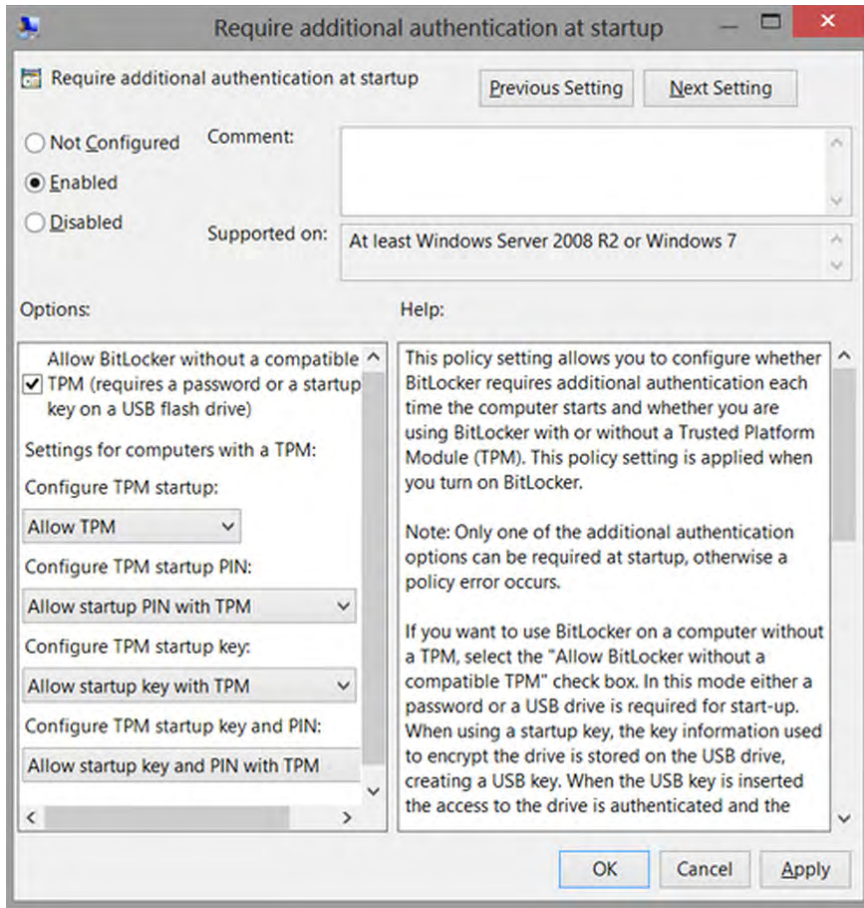 Require additional authentication at startup
Require additional authentication at startup
Previous Setting
Next Setting
Not Configured
Comment:
Enabled
Disabled
Supported on:
At least Windows Server 2008 R2 or Windows 7
Options:
Help:
Allow BitLocker without a compatible
TPM (requires a password or a startup
key on a USB flash drive)
Settings for computers with a TPM:
Configure TPM startup:
Allow TPM
Configure TPM startup PIN:
Allow startup PIN with TPM
Configure TPM startup key:
Allow startup key with TPM
Configure TPM startup key and PIN:
Allow startup key and PIN with TPM
This policy setting allows you to configure whether
BitLocker requires additional authentication each
time the computer starts and whether you are
using BitLocker with or without a Trusted Platform
Module (TPM). This policy setting is applied when
you turn on BitLocker.
Note: Only one of the additional authentication
options can be required at startup, otherwise a
policy error occurs.
If you want to use BitLocker on a computer without
a TPM, select the "Allow BitLocker without a
compatible TPM" check box. In this mode either a
password or a USB drive is required for start-up.
When using a startup key, the key information used
to encrypt the drive is stored on the USB drive,
creating a USB key. When the USB key is inserted
the access to the drive is authenticated and the
OK
Cancel
Apply